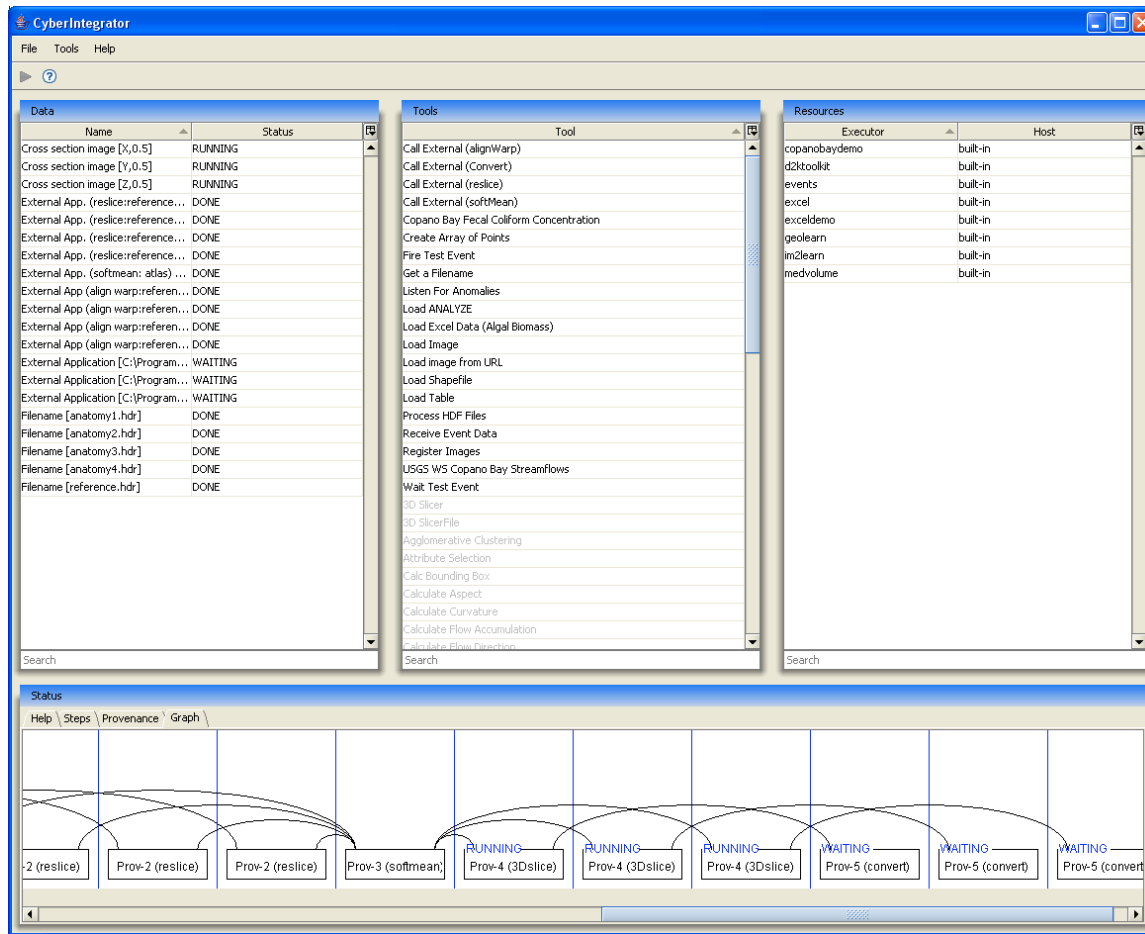 CyberIntegrator
File Tools Help
Data
Name Status
Cross section image [X,0.5] RUNNING
Cross section image [Y,0.5] RUNNING
Cross section image [Z,0.5] RUNNING
External App. (reslice:reference... DONE
External App. (reslice:reference... DONE
External App. (reslice:reference... DONE
External App. (reslice:reference... DONE
External App. (softmean: atlas) ... DONE
External App (align warp:referen... DONE
External App (align warp:referen... DONE
External App (align warp:referen... DONE
External App (align warp:referen... DONE
External Application [C:\Program... WAITING
External Application [C:\Program... WAITING
External Application [C:\Program... WAITING
Filename [anatomy1.hdr] DONE
Filename [anatomy2.hdr] DONE
Filename [anatomy3.hdr] DONE
Filename [anatomy4.hdr] DONE
Filename [reference.hdr] DONE
Search
Tools
Tool
Call External (alignWarp)
Call External (Convert)
Call External (reslice)
Call External (softMean)
Copano Bay Fecal Coliform Concentration
Create Array of Points
Fire Test Event
Get a Filename
Listen For Anomalies
Load ANALYZE
Load Excel Data (Algal Biomass)
Load Image
Load image from URL
Load Shapefile
Load Table
Process HDF Files
Receive Event Data
Register Images
USGS WS Copano Bay Streamflows
Wait Test Event
3D Slicer
3D SlicerFile
Agglomerative Clustering
Attribute Selection
Calc Bounding Box
Calculate Aspect
Calculate Curvature
Calculate Flow Accumulation
Calculate Flow Direction
Search
Resources
Executor Host
copanobaydemo built-in
d2ktoolkit built-in
events built-in
excel built-in
exceldemo built-in
geolearn built-in
im2learn built-in
medvolume built-in
Search
Status
Help Steps Provenance Graph
RUNNING RUNNING RUNNING WAITING WAITING WAITING
-2 (reslice) Prov-2 (reslice) Prov-2 (reslice) Prov-3 (softmean) Prov-4 (3Dslice) Prov-4 (3Dslice) Prov-4 (3Dslice) Prov-5 (convert) Prov-5 (convert) Prov-5 (convert